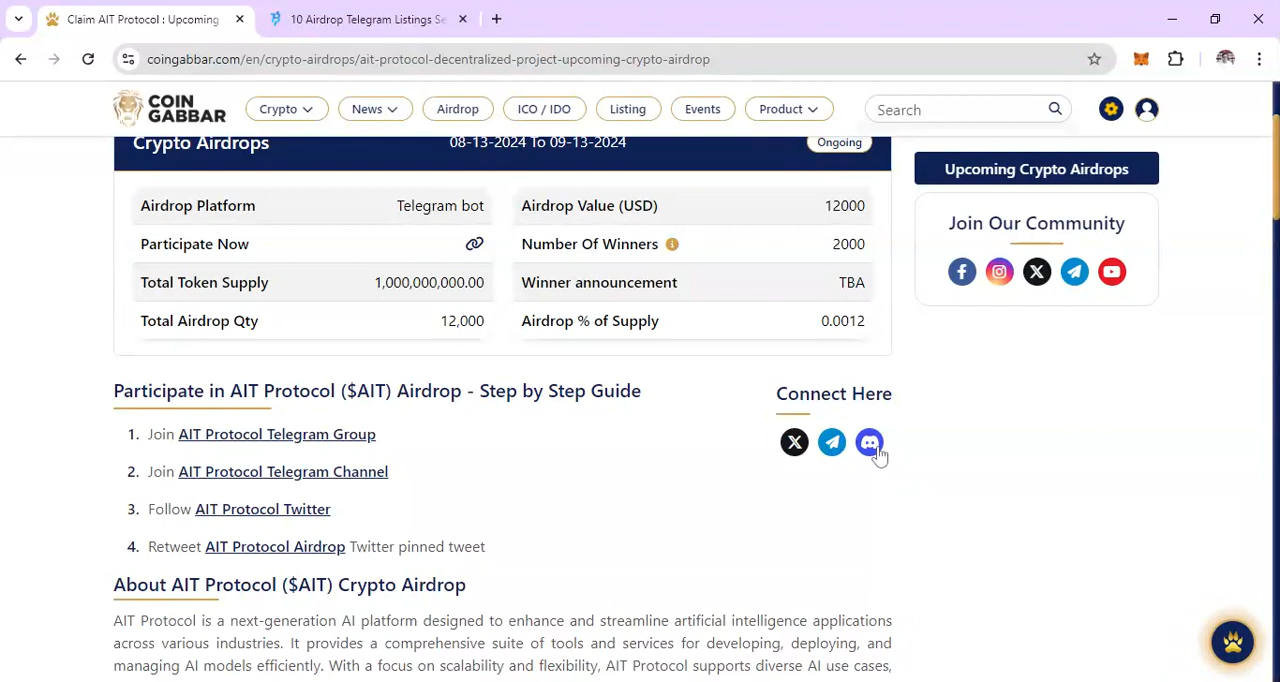 Claim AIT Protocol : Upcoming
10 Airdrop Telegram Listings Se
coingabbar.com/en/crypto-airdrops/ait-protocol-decentralized-project-upcoming-crypto-airdrop
COIN GABBAR
Crypto
News
Airdrop
ICO / IDO
Listing
Events
Product
Search
Crypto Airdrops
08-13-2024 To 09-13-2024
Ongoing
Upcoming Crypto Airdrops
Airdrop Platform Telegram bot
Airdrop Value (USD) 12000
Participate Now
Number Of Winners 2000
Total Token Supply 1,000,000,000.00
Winner announcement TBA
Total Airdrop Qty 12,000
Airdrop % of Supply 0.0012
Join Our Community
Participate in AIT Protocol ($AIT) Airdrop - Step by Step Guide
Connect Here
1. Join AIT Protocol Telegram Group
2. Join AIT Protocol Telegram Channel
3. Follow AIT Protocol Twitter
4. Retweet AIT Protocol Airdrop Twitter pinned tweet
About AIT Protocol ($AIT) Crypto Airdrop
AIT Protocol is a next-generation AI platform designed to enhance and streamline artificial intelligence applications
across various industries. It provides a comprehensive suite of tools and services for developing, deploying, and
managing AI models efficiently. With a focus on scalability and flexibility, AIT Protocol supports diverse AI use cases,